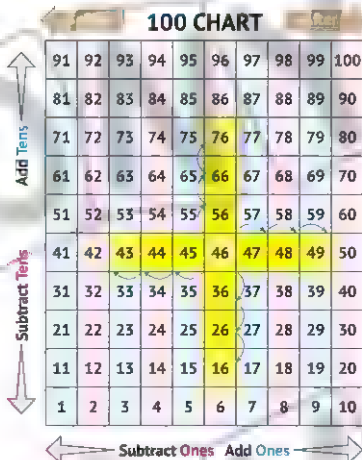 100 CHART
91 92 93 94 95 96 97 98 99 100
81 82 83 84 85 86 87 88 89 90
71 72 73 74 75 76 77 78 79 80
61 62 63 64 65 66 67 68 69 70
51 52 53 54 55 56 57 58 59 60
41 42 43 44 45 46 47 48 49 50
31 32 33 34 35 36 37 38 39 40
21 22 23 24 25 26 27 28 29 30
11 12 13 14 15 16 17 18 19 20
1 2 3 4 5 6 7 8 9 10
Add Tens
Subtract Tens
Subtract Ones Add Ones